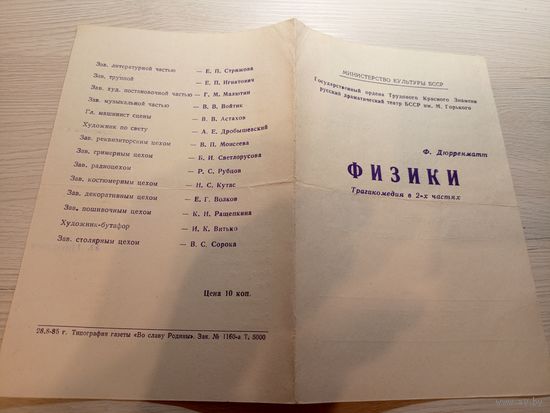 Зав. литературной частью — Е. П. Стрижова
Зав. труппой — Е. П. Игнатович
Зав. худ. постановочной частью — Г. М. Малютин
Зав. музыкальной частью — В. В. Войтик
Гл. машинист сцены — В. В. Астахов
Художник по свету — А. Е. Дробышевский
Зав. реквизиторским цехом — В. П. Моисеева
Зав. гримерным цехом — Б. И. Светлорусова
Зав. радиоцехом — Р. С. Рубцов
Зав. костюмерным цехом — Н. С. Кутас
Зав. декоративным цехом — Е. Г. Волков
Зав. пошивочным цехом — К. И. Ращепкина
Художник-бутафор — И. К. Витько
Зав. столярным цехом — В. С. Сорока
Цена 10 коп.
28.8-85 г. Типография газеты «Во славу Родины». Зак. № 1160-а Т. 5000
МИНИСТЕРСТВО КУЛЬТУРЫ БССР
Государственный ордена Трудового Красного Знамени
Русский драматический театр БССР им. М. Горького
Ф. Дюрренматт
ФИЗИКИ
Трагикомедия в 2-х частях